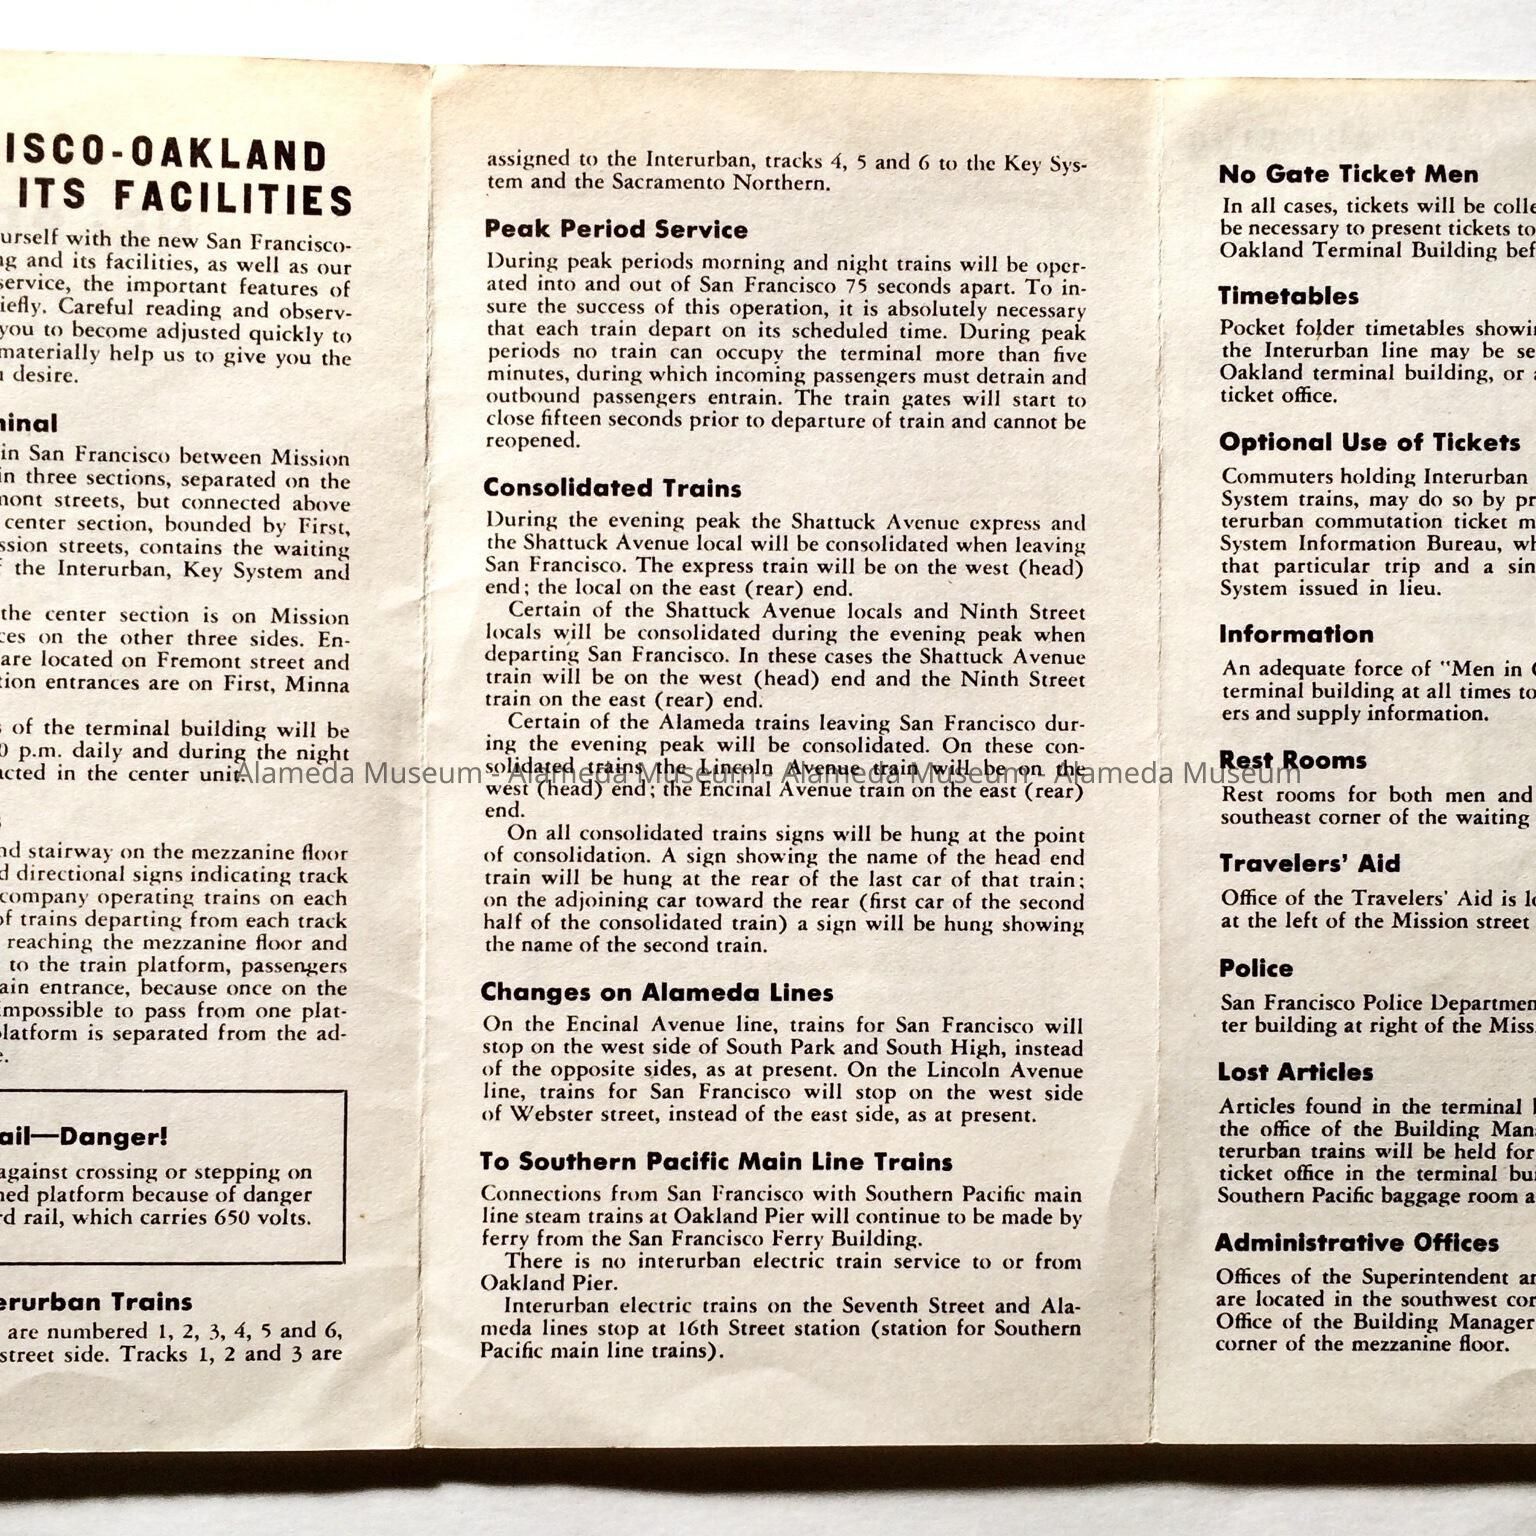 ISCO-OAKLAND
ITS FACILITIES
urself with the new San Francisco-
ng and its facilities, as well as our
service, the important features of
iefly. Careful reading and observ-
you to become adjusted quickly to
materially help us to give you the
desire.
minal
in San Francisco between Mission
in three sections, separated on the
mont streets, but connected above
center section, bounded by First,
ssion streets, contains the waiting
the Interurban, Key System and
the center section is on Mission
ces on the other three sides. En-
are located on Fremont street and
tion entrances are on First, Minna
of the terminal building will be
0 p.m. daily and during the night
acted in the center unit.
nd stairway on the mezzanine floor
d directional signs indicating track
company operating trains on each
of trains departing from each track
reaching the mezzanine floor and
to the train platform, passengers
ain entrance, because once on the
impossible to pass from one plat-
platform is separated from the ad-
e.
ail—Danger!
against crossing or stepping on
ned platform because of danger
rd rail, which carries 650 volts.
erurban Trains
are numbered 1, 2, 3, 4, 5 and 6,
street side. Tracks 1, 2 and 3 are
assigned to the Interurban, tracks 4, 5 and 6 to the Key Sys-
tem and the Sacramento Northern.
Peak Period Service
During peak periods morning and night trains will be oper-
ated into and out of San Francisco 75 seconds apart. To in-
sure the success of this operation, it is absolutely necessary
that each train depart on its scheduled time. During peak
periods no train can occupy the terminal more than five
minutes, during which incoming passengers must detrain and
outbound passengers entrain. The train gates will start to
close fifteen seconds prior to departure of train and cannot be
reopened.
Consolidated Trains
During the evening peak the Shattuck Avenue express and
the Shattuck Avenue local will be consolidated when leaving
San Francisco. The express train will be on the west (head)
end; the local on the east (rear) end.
Certain of the Shattuck Avenue locals and Ninth Street
locals will be consolidated during the evening peak when
departing San Francisco. In these cases the Shattuck Avenue
train will be on the west (head) end and the Ninth Street
train on the east (rear) end.
Certain of the Alameda trains leaving San Francisco dur-
ing the evening peak will be consolidated. On these con-
solidated trains the Lincoln Avenue train will be on the
west (head) end; the Encinal Avenue train on the east (rear)
end.
On all consolidated trains signs will be hung at the point
of consolidation. A sign showing the name of the head end
train will be hung at the rear of the last car of that train;
on the adjoining car toward the rear (first car of the second
half of the consolidated train) a sign will be hung showing
the name of the second train.
Changes on Alameda Lines
On the Encinal Avenue line, trains for San Francisco will
stop on the west side of South Park and South High, instead
of the opposite sides, as at present. On the Lincoln Avenue
line, trains for San Francisco will stop on the west side
of Webster street, instead of the east side, as at present.
To Southern Pacific Main Line Trains
Connections from San Francisco with Southern Pacific main
line steam trains at Oakland Pier will continue to be made by
ferry from the San Francisco Ferry Building.
There is no interurban electric train service to or from
Oakland Pier.
Interurban electric trains on the Seventh Street and Ala-
meda lines stop at 16th Street station (station for Southern
Pacific main line trains).
No Gate Ticket Men
In all cases, tickets will be colle
be necessary to present tickets to
Oakland Terminal Building bef
Timetables
Pocket folder timetables showin
the Interurban line may be se
Oakland terminal building, or a
ticket office.
Optional Use of Tickets
Commuters holding Interurban
System trains, may do so by pr
terurban commutation ticket m
System Information Bureau, wh
that particular trip and a sin
System issued in lieu.
Information
An adequate force of "Men in
terminal building at all times to
ers and supply information.
Rest Rooms
Rest rooms for both men and
southeast corner of the waiting
Travelers' Aid
Office of the Travelers' Aid is lo
at the left of the Mission street
Police
San Francisco Police Departmen
ter building at right of the Miss
Lost Articles
Articles found in the terminal
the office of the Building Man
terurban trains will be held for
ticket office in the terminal bui
Southern Pacific baggage room a
Administrative Offices
Offices of the Superintendent an
are located in the southwest cor
Office of the Building Manager
corner of the mezzanine floor.
Alameda Museum - Alameda Museum - Alameda Museum - Alameda Museum